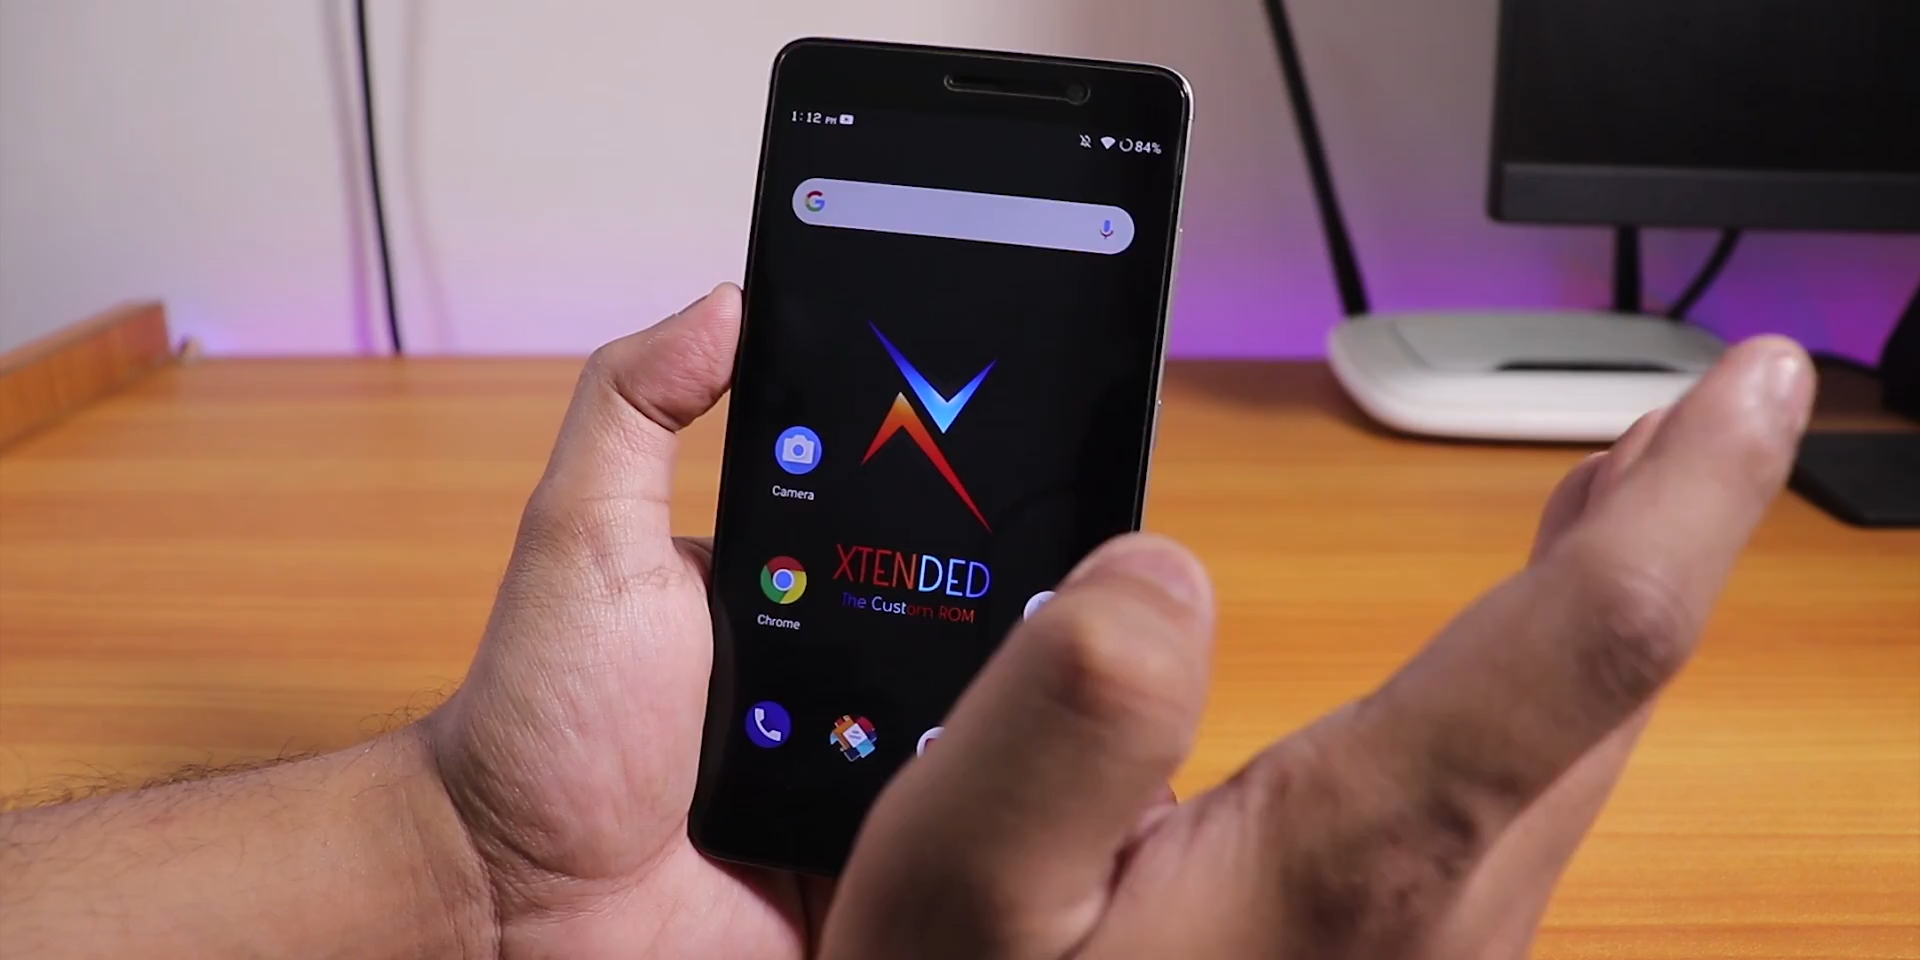 1:12 PM
84%
G
Camera
XTENDED
The Custom ROM
Chrome